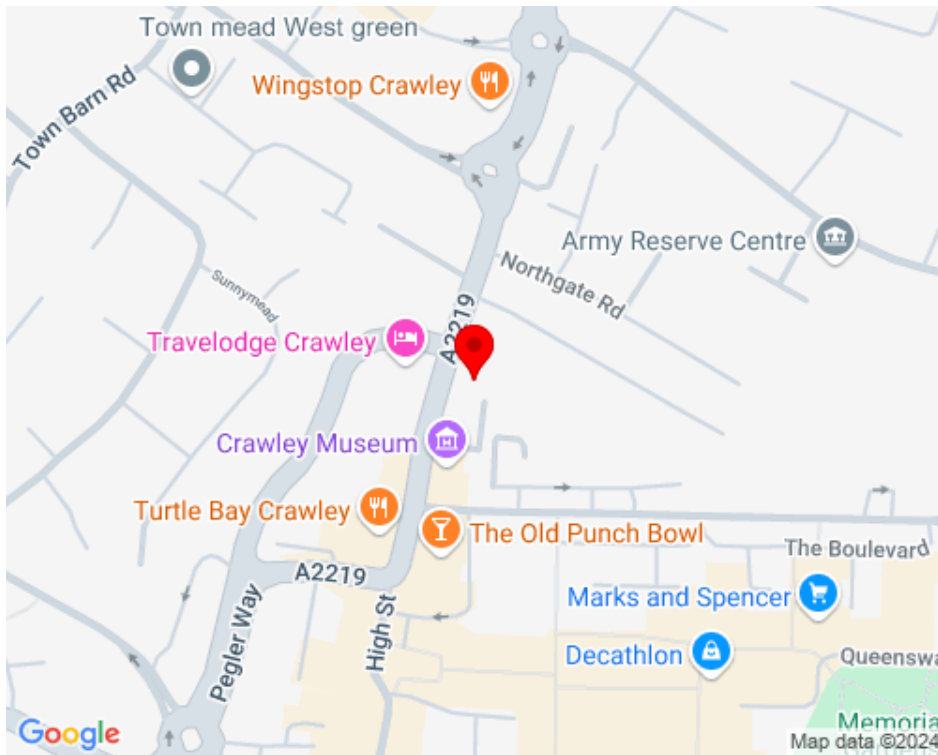 Town mead West green
Wingstop Crawley
Town Barn Rd
Army Reserve Centre
Northgate Rd
Sunnymead
A2219
Travelodge Crawley
Crawley Museum
Turtle Bay Crawley
The Old Punch Bowl
The Boulevard
A2219
Marks and Spencer
Pegler Way
High St
Decathlon
Queenswa
Memoria
Google
Map data ©2024